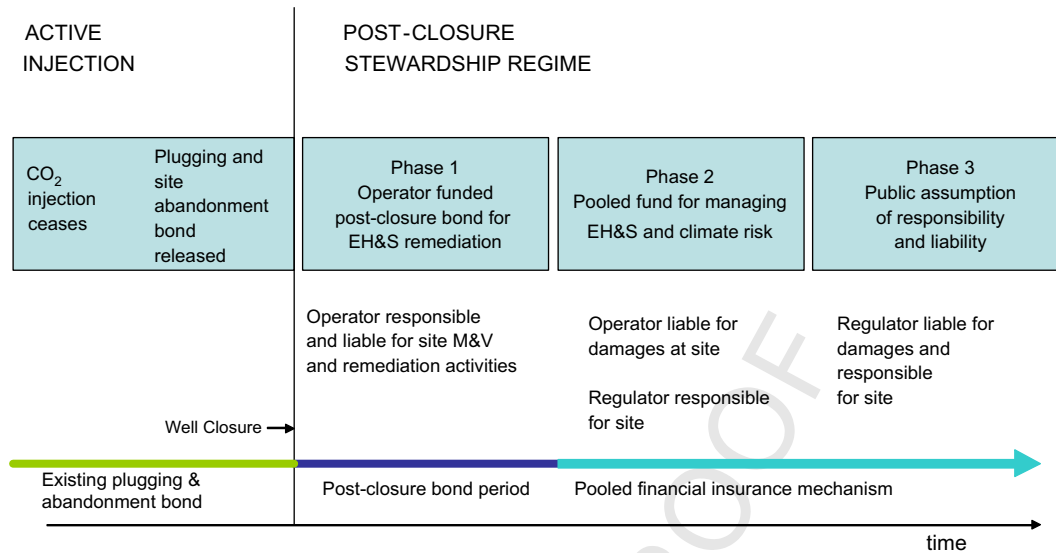 ACTIVE
INJECTION
POST-CLOSURE
STEWARDSHIP REGIME
CO2
injection
ceases
Plugging and
site
abandonment
bond
released
Phase 1
Operator funded
post-closure bond for
EH&S remediation
Phase 2
Pooled fund for managing
EH&S and climate risk
Phase 3
Public assumption
of responsibility
and liability
Operator responsible
and liable for site M&V
and remediation activities
Operator liable for
damages at site
Regulator responsible
for site
Regulator liable for
damages and
responsible
for site
Well Closure
Existing plugging &
abandonment bond
Post-closure bond period
Pooled financial insurance mechanism
time